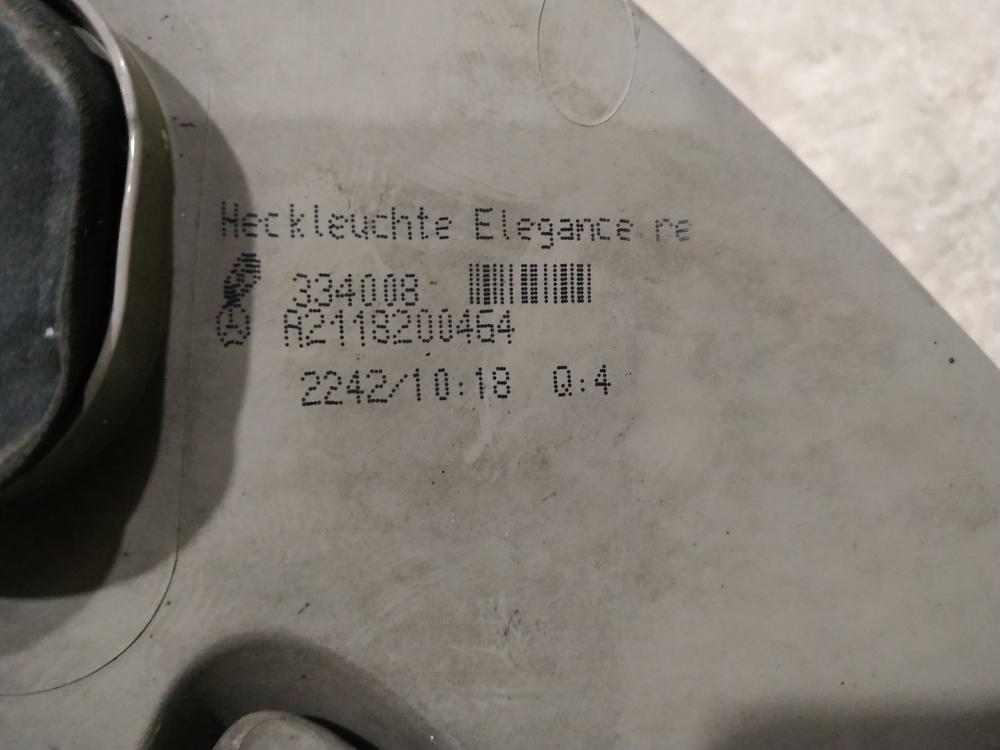 Heckleuchte Elegance re
334008
A2118200464
2242/10:18 Q:4